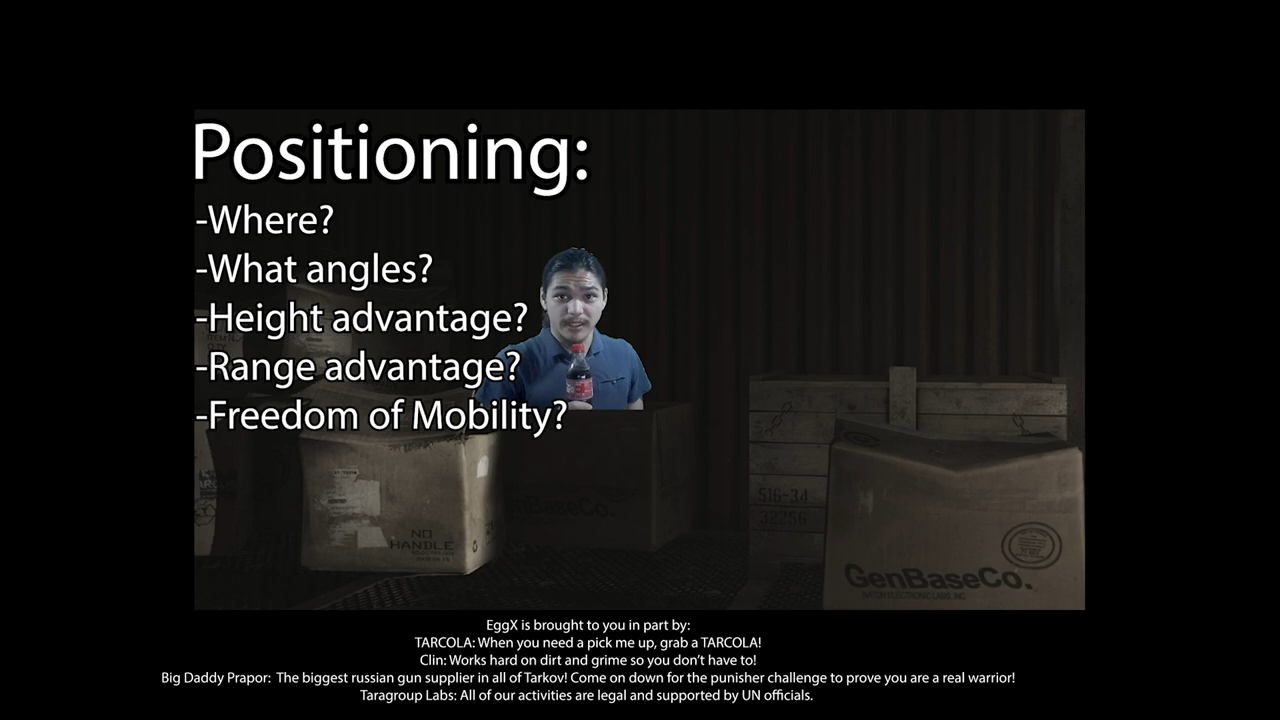 Positioning:
-Where?
-What angles?
-Height advantage?
-Range advantage?
-Freedom of Mobility?
NO
HANDLE
GenBaseCo.
516-34
32256
GenBaseCo.
EggX is brought to you in part by:
TARCOLA: When you need a pick me up, grab a TARCOLA!
Clin: Works hard on dirt and grime so you don't have to!
Big Daddy Prapor: The biggest russian gun supplier in all of Tarkov! Come on down for the punisher challenge to prove you are a real warrior!
Taragroup Labs: All of our activities are legal and supported by UN officials.